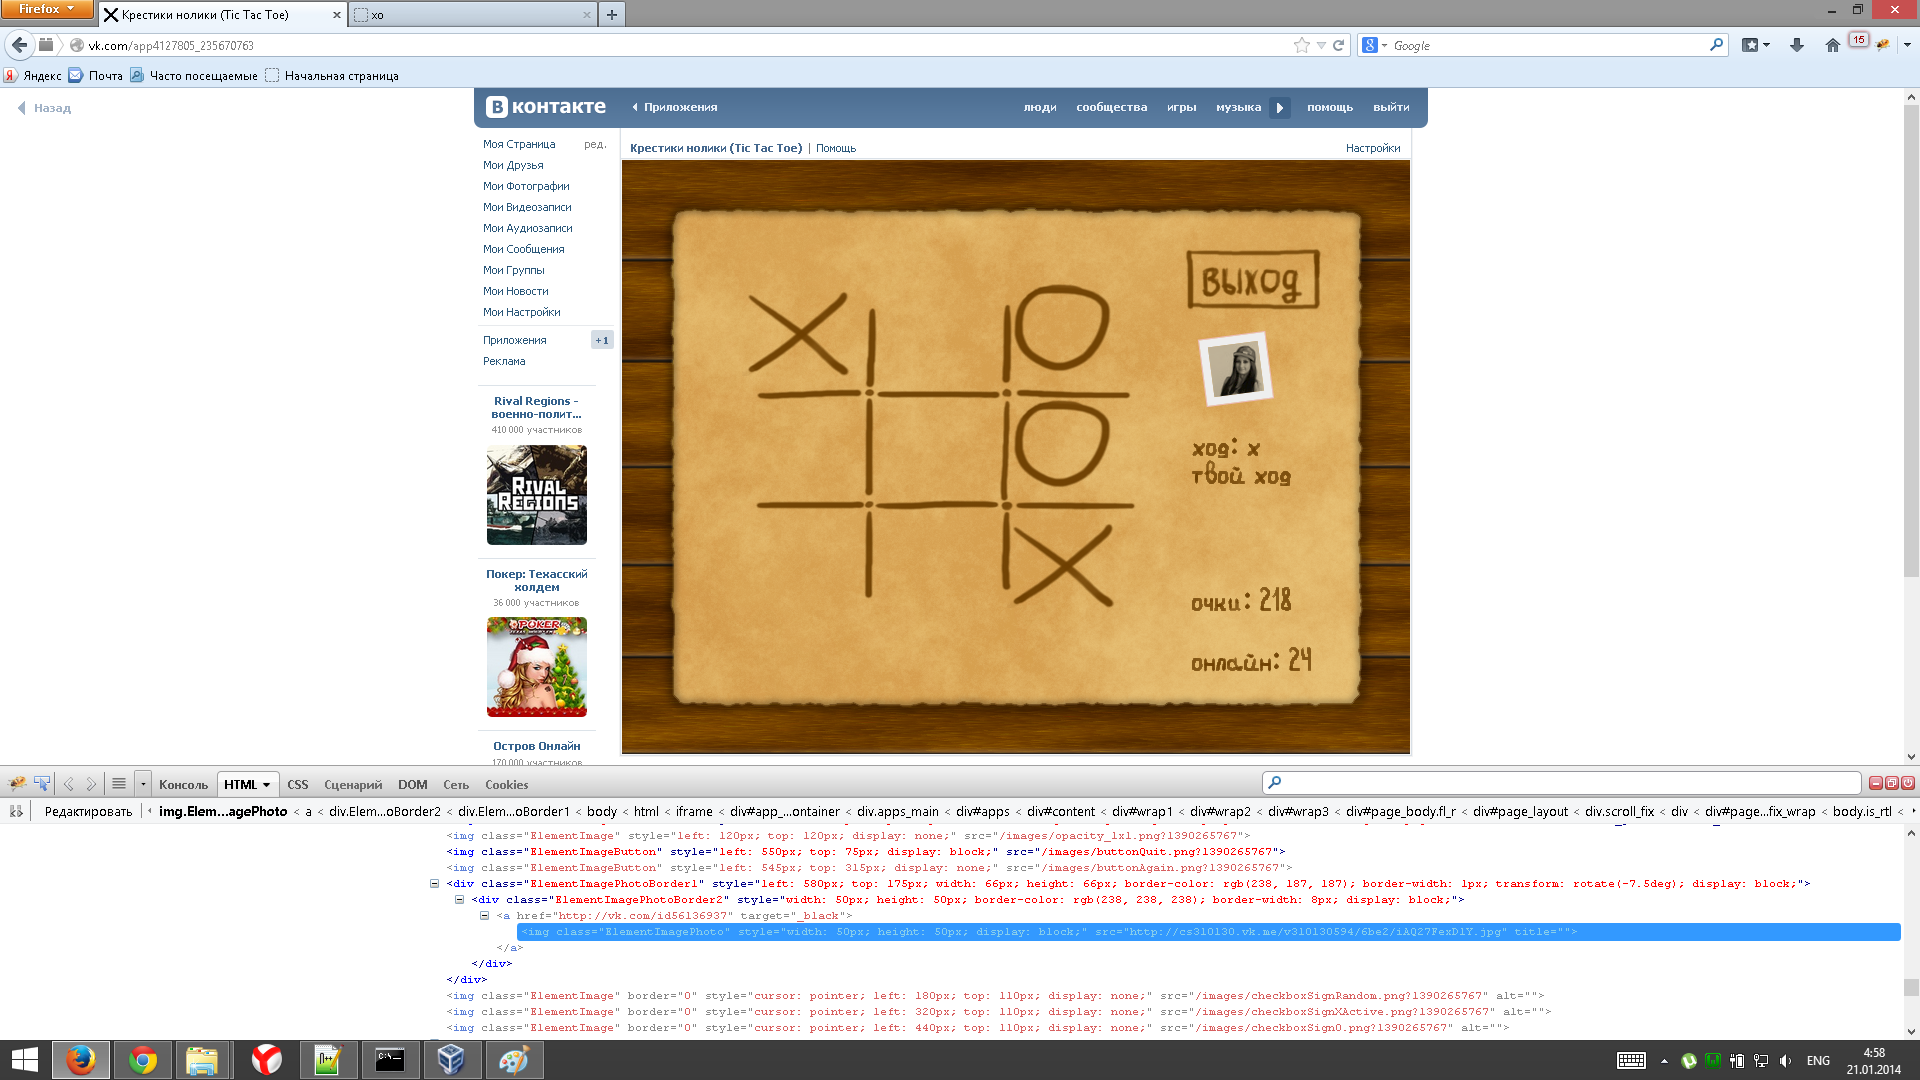 Firefox
Крестики нолики (Tic Tac Toe)
xo
vk.com/app4127805_235670763
Google
15
Яндекс Почта Часто посещаемые Начальная страница
Назад
В контакте
Приложения
люди сообщества игры музыка помощь выйти
Моя Страница ред.
Мои Друзья
Мои Фотографии
Мои Видеозаписи
Мои Аудиозаписи
Мои Сообщения
Мои Группы
Мои Новости
Мои Настройки
Приложения +1
Реклама
Rival Regions -
военно-полит...
410 000 участников
RIVAL
REGIONS
Покер: Техасский
холдем
36 000 участников
POKER
Остров Онлайн
170 000 участников
Крестики нолики (Tic Tac Toe) | Помощь
Настройки
X O
O
X
выход
ход: x
твой ход
очки: 218
онлайн: 24
Консоль HTML CSS Сценарий DOM Сеть Cookies
Редактировать img.Elem...agePhoto < a < div.Elem...oBorder2 < div.Elem...oBorder1 < body < html < iframe < div#app_...ontainer < div.apps_main < div#apps < div#content < div#wrap1 < div#wrap2 < div#wrap3 < div#page_body.fl_r < div#page_layout < div.scroll_fix < div < div#page...fix_wrap < body.is_rtl <
<img class="ElementImage" style="left: 120px; top: 120px; display: none;" src="/images/opacity_1x1.png?1390265767">
<img class="ElementImageButton" style="left: 550px; top: 75px; display: block;" src="/images/buttonQuit.png?1390265767">
<img class="ElementImageButton" style="left: 545px; top: 315px; display: none;" src="/images/buttonAgain.png?1390265767">
<div class="ElementImagePhotoBorder1" style="left: 580px; top: 175px; width: 66px; height: 66px; border-color: rgb(238, 187, 187); border-width: 1px; transform: rotate(-7.5deg); display: block;">
<div class="ElementImagePhotoBorder2" style="width: 50px; height: 50px; border-color: rgb(238, 238, 238); border-width: 8px; display: block;">
<a href="http://vk.com/id56136937" target="_black">
<img class="ElementImagePhoto" style="width: 50px; height: 50px; display: block;" src="http://cs310130.vk.me/v310130594/6be2/iAQ27FexDlY.jpg" title="">
</a>
</div>
</div>
<img class="ElementImage" border="0" style="cursor: pointer; left: 180px; top: 110px; display: none;" src="/images/checkboxSignRandom.png?1390265767" alt="">
<img class="ElementImage" border="0" style="cursor: pointer; left: 320px; top: 110px; display: none;" src="/images/checkboxSignXActive.png?1390265767" alt="">
<img class="ElementImage" border="0" style="cursor: pointer; left: 440px; top: 110px; display: none;" src="/images/checkboxSignO.png?1390265767" alt="">
ENG
4:58
21.01.2014